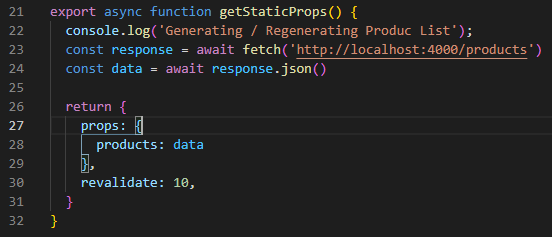 21 export async function getStaticProps() {
22 console.log('Generating / Regenerating Produc List');
23 const response = await fetch('http://localhost:4000/products')
24 const data = await response.json()
25
26 return {
27 props: {
28 products: data
29 },
30 revalidate: 10,
31 }
32 }